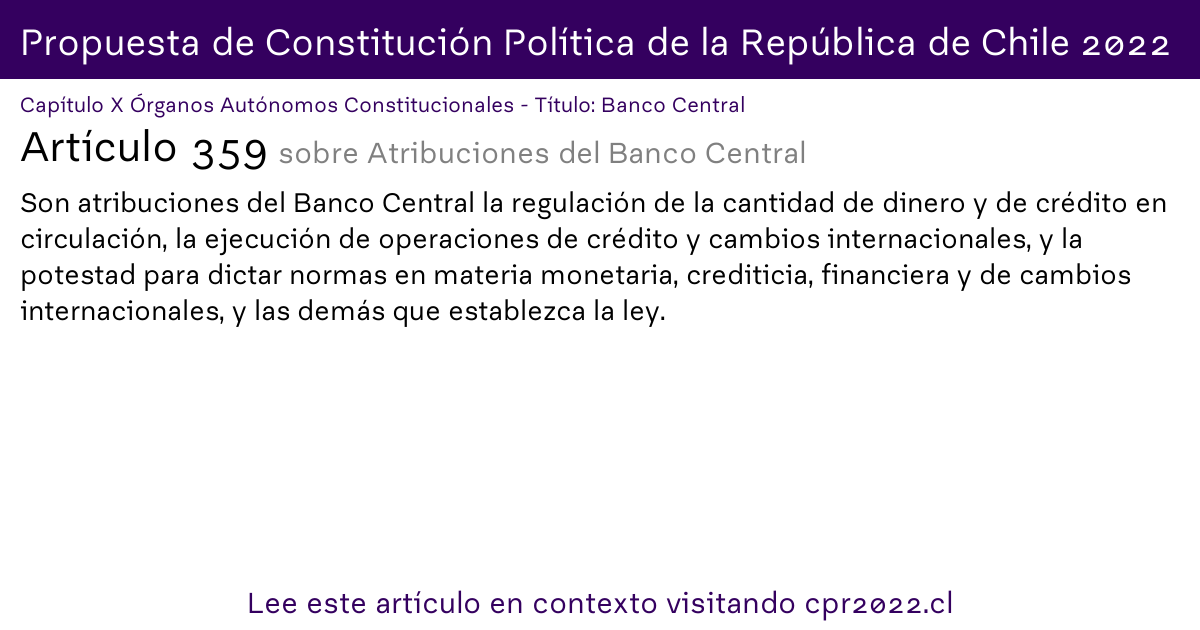 Propuesta de Constitución Política de la República de Chile 2022
Capítulo X Órganos Autónomos Constitucionales - Título: Banco Central
Artículo 359 sobre Atribuciones del Banco Central
Son atribuciones del Banco Central la regulación de la cantidad de dinero y de crédito en
circulación, la ejecución de operaciones de crédito y cambios internacionales, y la
potestad para dictar normas en materia monetaria, crediticia, financiera y de cambios
internacionales, y las demás que establezca la ley.
Lee este artículo en contexto visitando cpr2022.cl